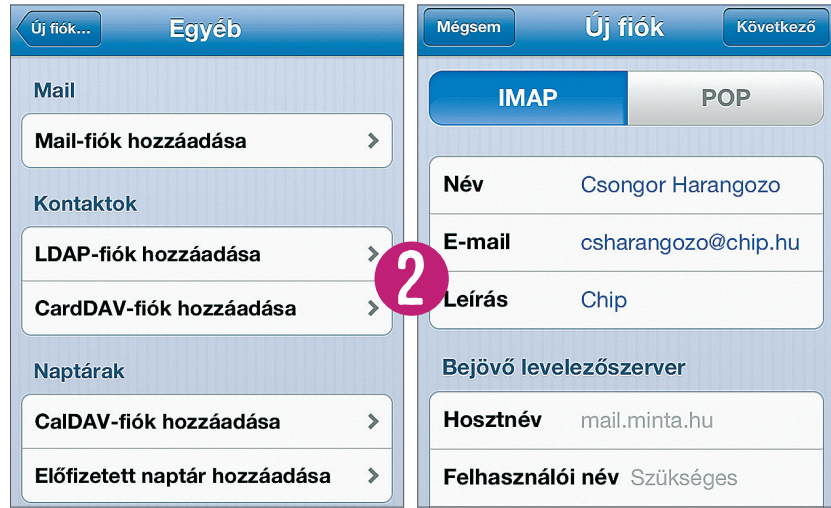 Új fiók...
Egyéb
Mail
Mail-fiók hozzáadása
Kontaktok
LDAP-fiók hozzáadása
CardDAV-fiók hozzáadása
Naptárak
CalDAV-fiók hozzáadása
Előfizetett naptár hozzáadása
2
Mégsem
Új fiók
Következő
IMAP
POP
Név Csongor Harangozo
E-mail csharangozo@chip.hu
Leírás Chip
Bejövő levelezőszerver
Hosztnév mail.minta.hu
Felhasználói név Szükséges